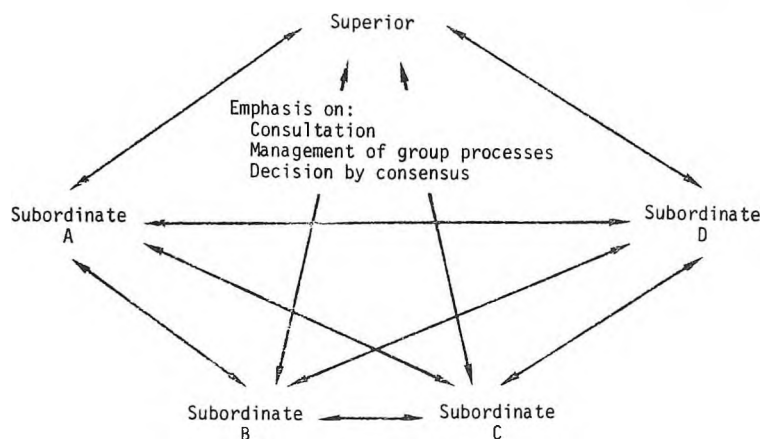 Superior
Emphasis on:
Consultation
Management of group processes
Decision by consensus
Subordinate
A
Subordinate
D
Subordinate
B
Subordinate
C